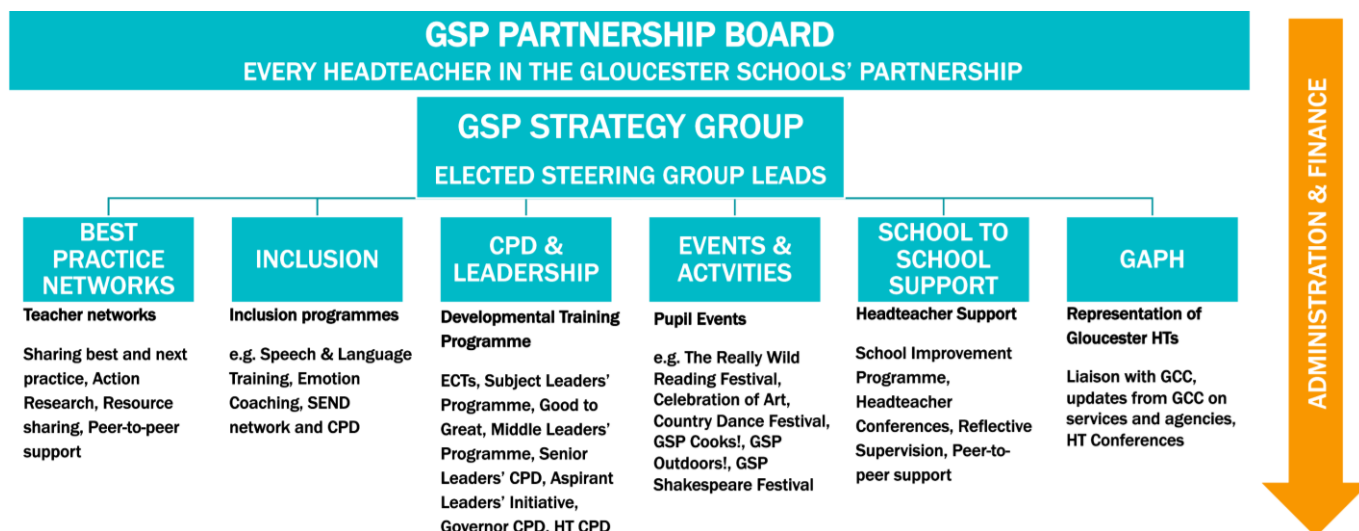 GSP PARTNERSHIP BOARD
EVERY HEADTEACHER IN THE GLOUCESTER SCHOOLS' PARTNERSHIP
GSP STRATEGY GROUP
ELECTED STEERING GROUP LEADS
BEST
PRACTICE
NETWORKS
Teacher networks
Sharing best and next
practice, Action
Research, Resource
sharing, Peer-to-peer
support
INCLUSION
Inclusion programmes
e.g. Speech & Language
Training, Emotion
Coaching, SEND
network and CPD
CPD &
LEADERSHIP
Developmental Training
Programme
ECTs, Subject Leaders'
Programme, Good to
Great, Middle Leaders'
Programme, Senior
Leaders' CPD, Aspirant
Leaders' Initiative,
Governor CPD, HT CPD
EVENTS &
ACTVITIES
Pupil Events
e.g. The Really Wild
Reading Festival,
Celebration of Art,
Country Dance Festival,
GSP Cooks!, GSP
Outdoors!, GSP
Shakespeare Festival
SCHOOL TO
SCHOOL
SUPPORT
Headteacher Support
School Improvement
Programme,
Headteacher
Conferences, Reflective
Supervision, Peer-to-
peer support
GAPH
Representation of
Gloucester HTs
Liaison with GCC,
updates from GCC on
services and agencies,
HT Conferences
ADMINISTRATION & FINANCE